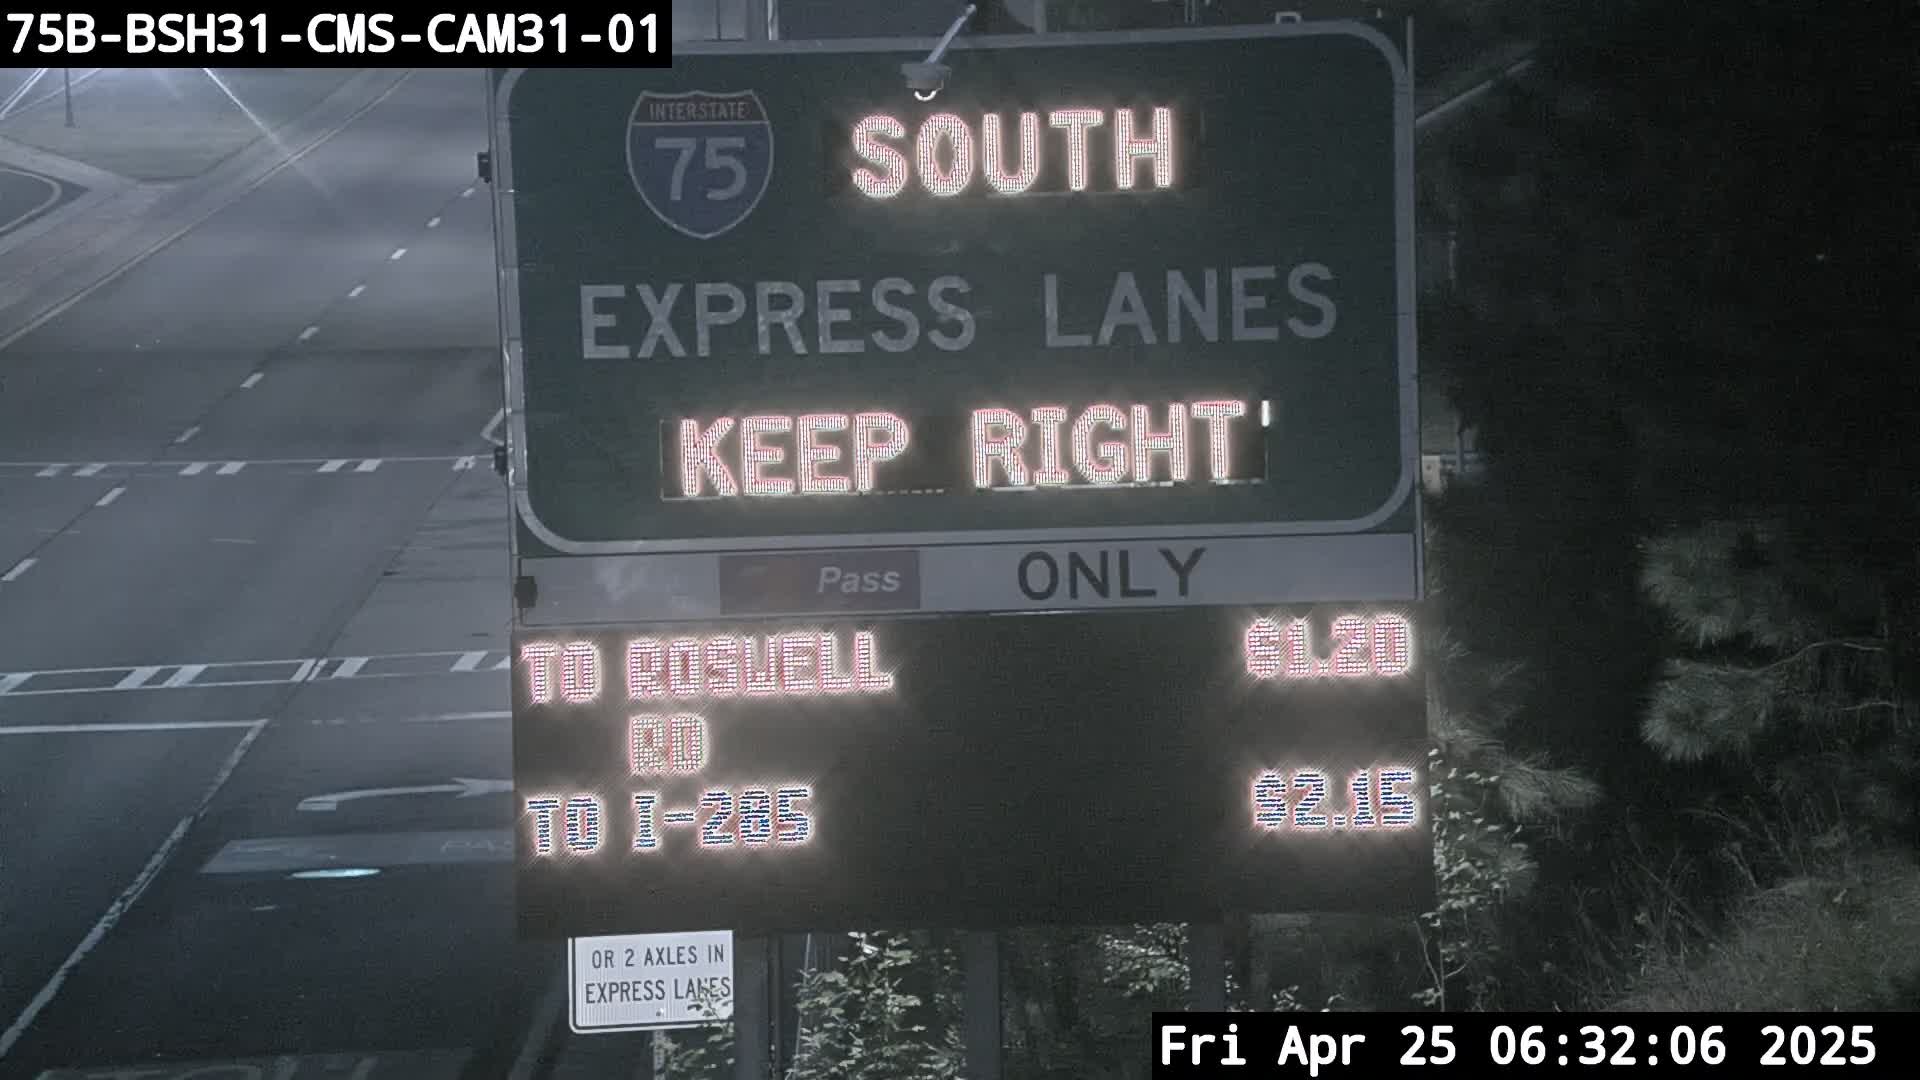 75B-BSH31-CMS-CAM31-01
INTERSTATE
75
SOUTH
EXPRESS LANES
KEEP RIGHT
Pass ONLY
TO ROSWELL $1.20
RD
TO I-285 $2.15
OR 2 AXLES IN
EXPRESS LANES
Fri Apr 25 06:32:06 2025